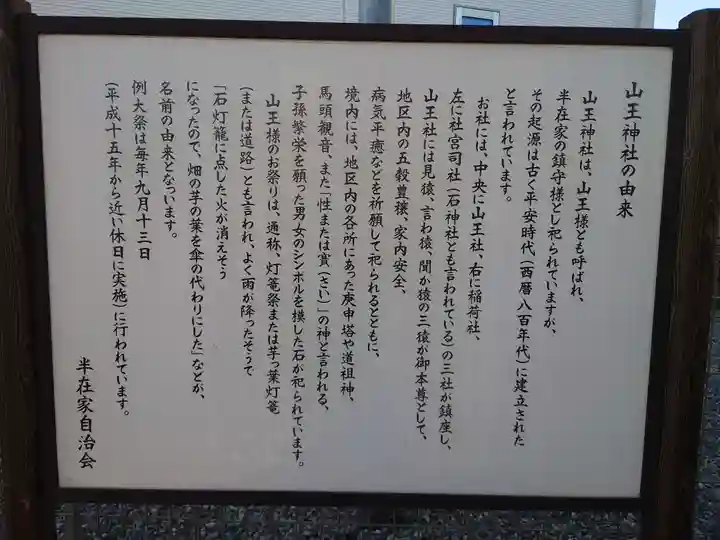 山王神社の由来
山王神社は、山王様とも呼ばれ、
半在家の鎮守様とし祀られていますが、
その起源は古く平安時代(西暦八百年代)に建立された
と言われています。
お社には、中央に山王社、右に稲荷社、
左に社宮司社(石神社とも言われている)の三社が鎮座し、
山王社には見猿、言わ猿、聞か猿の三猿が御本尊として、
地区内の五穀豊穣、家内安全、
病気平癒などを祈願して祀られるとともに、
境内には、地区内の各所にあった庚申塔や道祖神、
馬頭観音、また「性または賓(さい)」の神と言われる、
子孫繁栄を願った男女のシンボルを模した石が祀られています。
山王様のお祭りは、通称、灯篭祭または芋っ葉灯篭
(または道路)とも言われ、よく雨が降ったそうで
「石灯籠に点した火が消えそう
になったので、畑の芋の葉を傘の代わりにした」などが、
名前の由来となっいます。
例大祭は毎年九月十三日
(平成十五年から近い休日に実施)に行われています。
半在家自治会